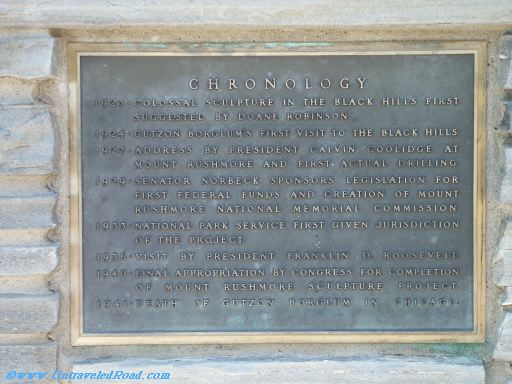 CHRONOLOGY
1923-COLOSSAL SCULPTURE IN THE BLACK HILLS FIRST
SUGGESTED BY DOANE ROBINSON.
1924-GUTZON BORGLUM'S FIRST VISIT TO THE BLACK HILLS.
1927-ADDRESS BY PRESIDENT CALVIN COOLIDGE AT
MOUNT RUSHMORE AND FIRST ACTUAL DRILLING.
1929-SENATOR NORBECK SPONSORS LEGISLATION FOR
FIRST FEDERAL FUNDS AND CREATION OF MOUNT
RUSHMORE NATIONAL MEMORIAL COMMISSION.
1933-NATIONAL PARK SERVICE FIRST GIVEN JURISDICTION
OF THE PROJECT.
1936-VISIT BY PRESIDENT FRANKLIN D. ROOSEVELT.
1940-FINAL APPROPRIATION BY CONGRESS FOR COMPLETION
OF MOUNT RUSHMORE SCULPTURE PROJECT.
1941-DEATH OF GUTZON BORGLUM IN CHICAGO.
© www.UntraveledRoad.com